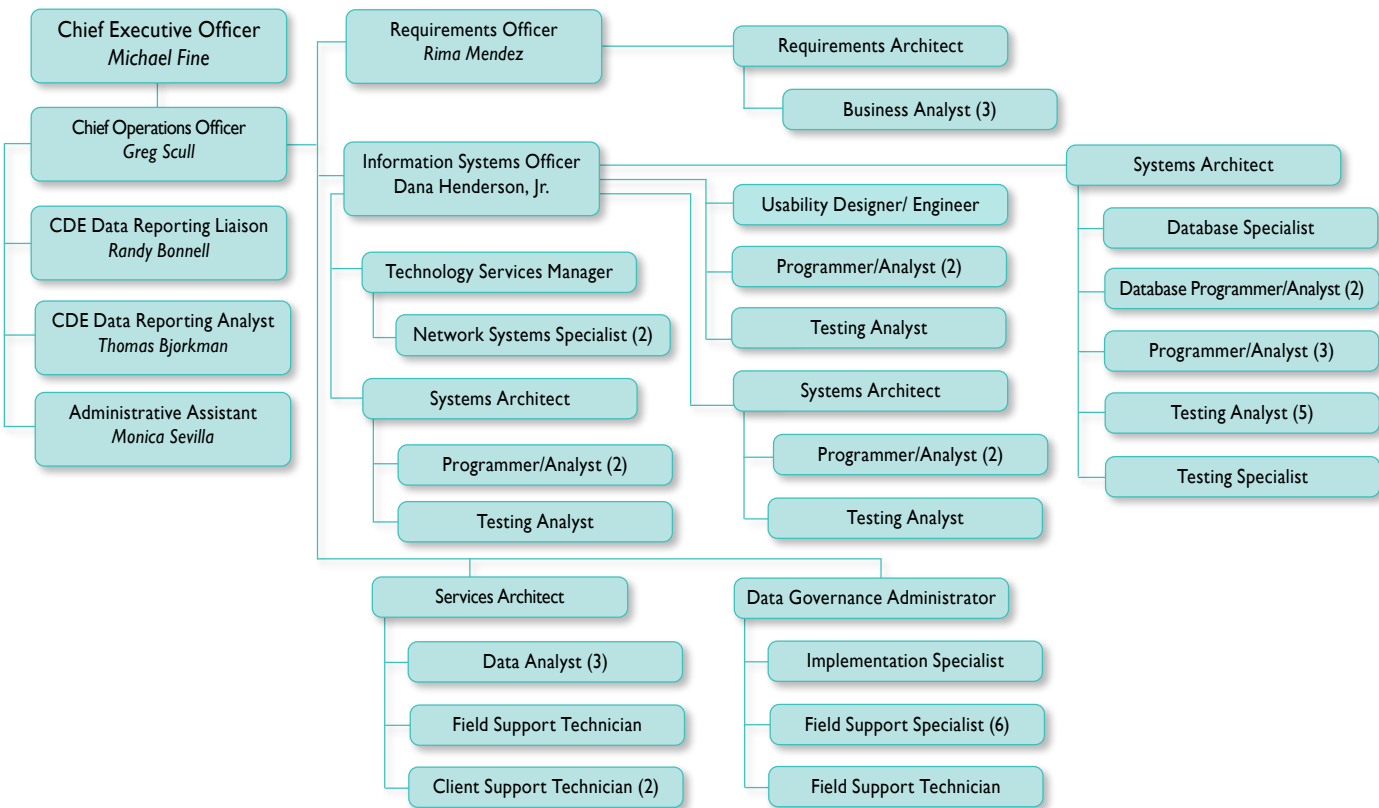 Chief Executive Officer
Michael Fine
Chief Operations Officer
Greg Scull
CDE Data Reporting Liaison
Randy Bonnell
CDE Data Reporting Analyst
Thomas Bjorkman
Administrative Assistant
Monica Sevilla
Requirements Officer
Rima Mendez
Requirements Architect
Business Analyst (3)
Information Systems Officer
Dana Henderson, Jr.
Technology Services Manager
Network Systems Specialist (2)
Systems Architect
Programmer/Analyst (2)
Testing Analyst
Usability Designer/ Engineer
Programmer/Analyst (2)
Testing Analyst
Systems Architect
Programmer/Analyst (2)
Testing Analyst
Systems Architect
Database Specialist
Database Programmer/Analyst (2)
Programmer/Analyst (3)
Testing Analyst (5)
Testing Specialist
Services Architect
Data Analyst (3)
Field Support Technician
Client Support Technician (2)
Data Governance Administrator
Implementation Specialist
Field Support Specialist (6)
Field Support Technician